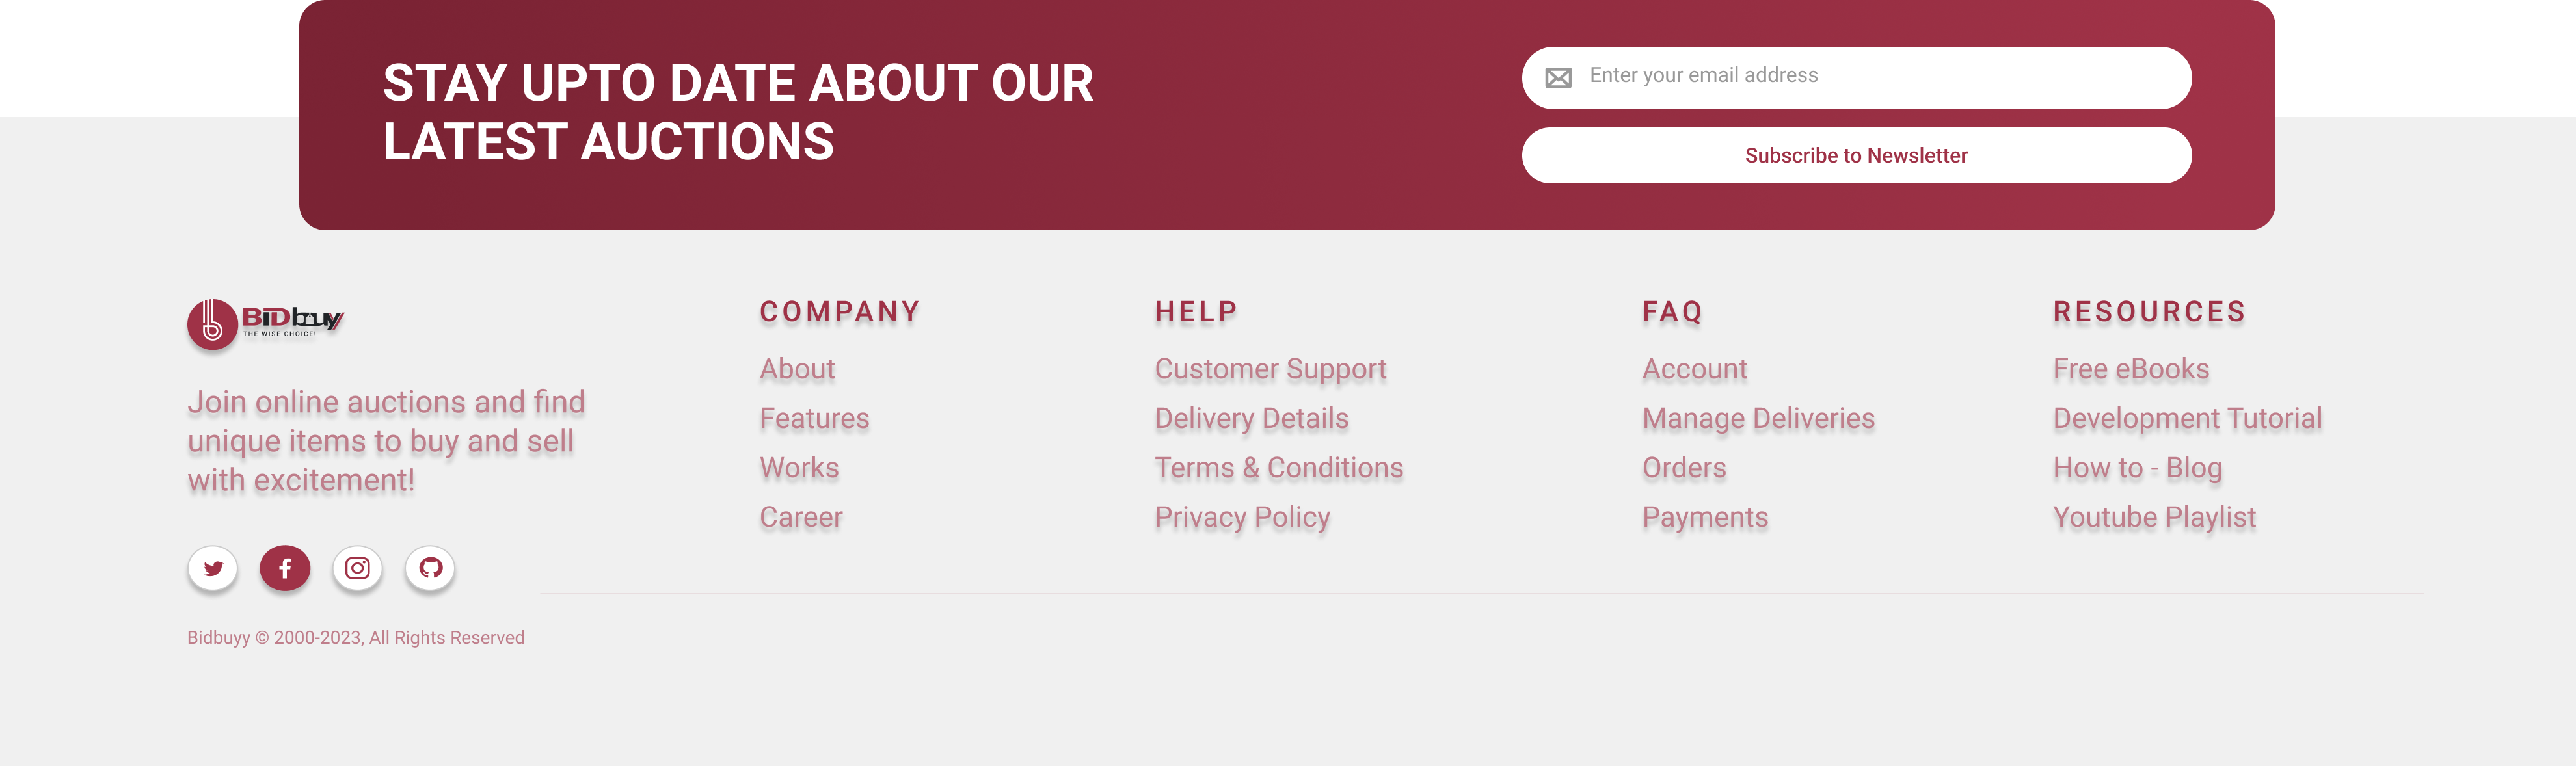 STAY UPTO DATE ABOUT OUR
LATEST AUCTIONS
Enter your email address
Subscribe to Newsletter
BiDbuyy
THE WISE CHOICE!
Join online auctions and find
unique items to buy and sell
with excitement!
COMPANY
About
Features
Works
Career
HELP
Customer Support
Delivery Details
Terms & Conditions
Privacy Policy
FAQ
Account
Manage Deliveries
Orders
Payments
RESOURCES
Free eBooks
Development Tutorial
How to - Blog
Youtube Playlist
Bidbuyy © 2000-2023, All Rights Reserved